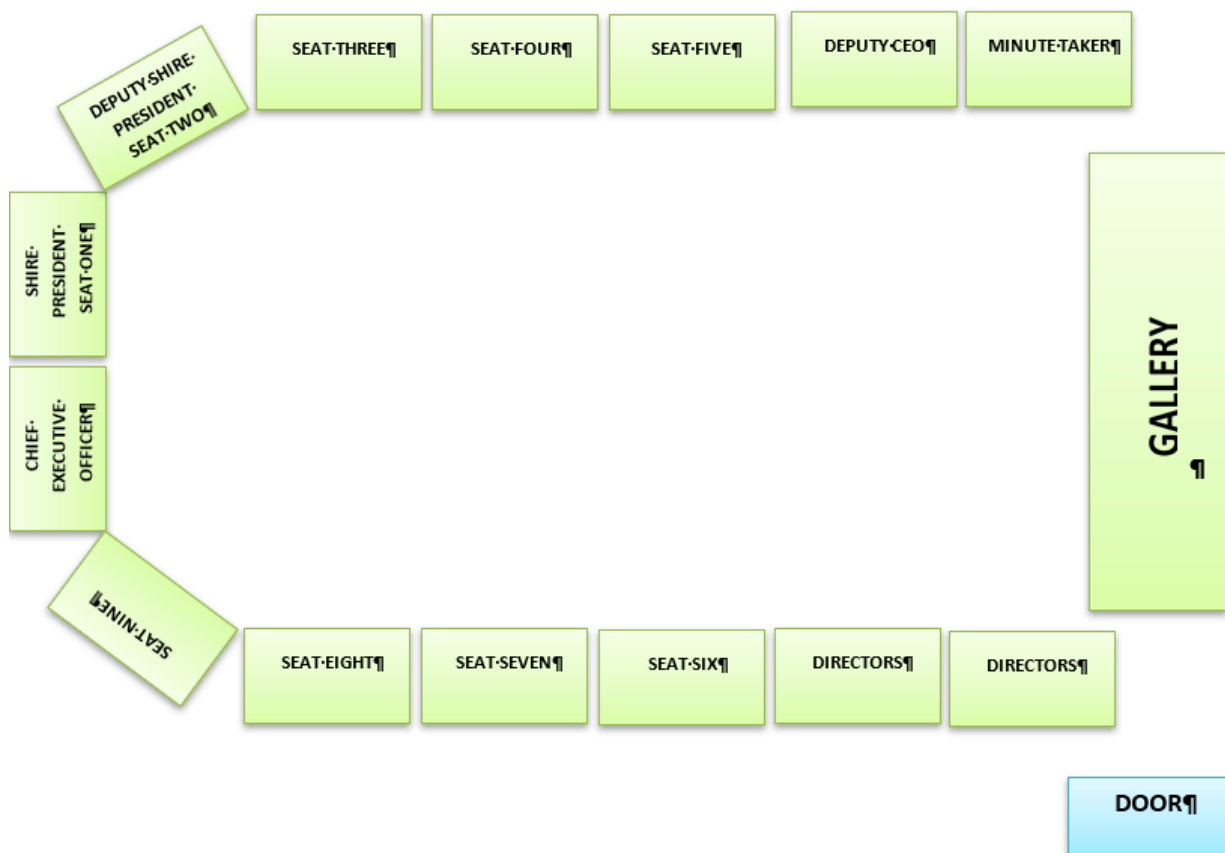 SEAT·THREE¶
SEAT·FOUR¶
SEAT·FIVE¶
DEPUTY·CEO¶
MINUTE·TAKER¶
DEPUTY·SHIRE·
PRESIDENT·
SEAT·TWO¶
SHIRE·
PRESIDENT·
SEAT·ONE¶
CHIEF·
EXECUTIVE·
OFFICER¶
GALLERY
¶
SEAT·NINE¶
SEAT·EIGHT¶
SEAT·SEVEN¶
SEAT·SIX¶
DIRECTORS¶
DIRECTORS¶
DOOR¶